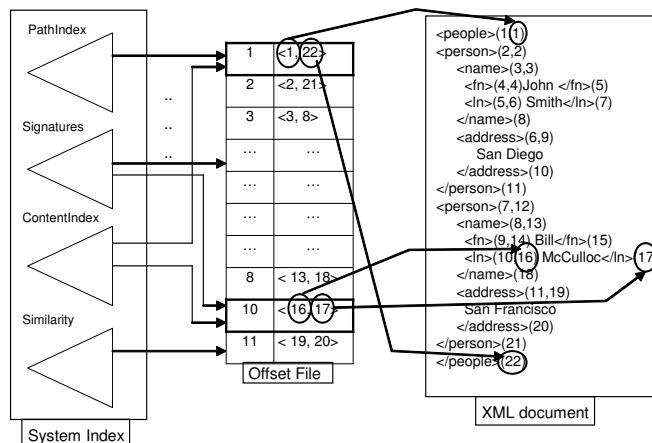 PathIndex
Signatures
ContentIndex
Similarity
..
..
..
System Index
1 <1, 22>
2 <2, 21>
3 <3, 8>
... ...
... ...
... ...
... ...
8 < 13, 18>
10 < 16, 17>
11 < 19, 20>
Offset File
<people>(1,1)
<person>(2,2)
<name>(3,3)
<fn>(4,4)John </fn>(5)
<ln>(5,6) Smith</ln>(7)
</name>(8)
<address>(6,9)
San Diego
</address>(10)
</person>(11)
<person>(7,12)
<name>(8,13)
<fn>(9,14) Bill</fn>(15)
<ln>(10,16) McCulloc</ln>(17)
</name>(18)
<address>(11,19)
San Francisco
</address>(20)
</person>(21)
</people>(22)
XML document